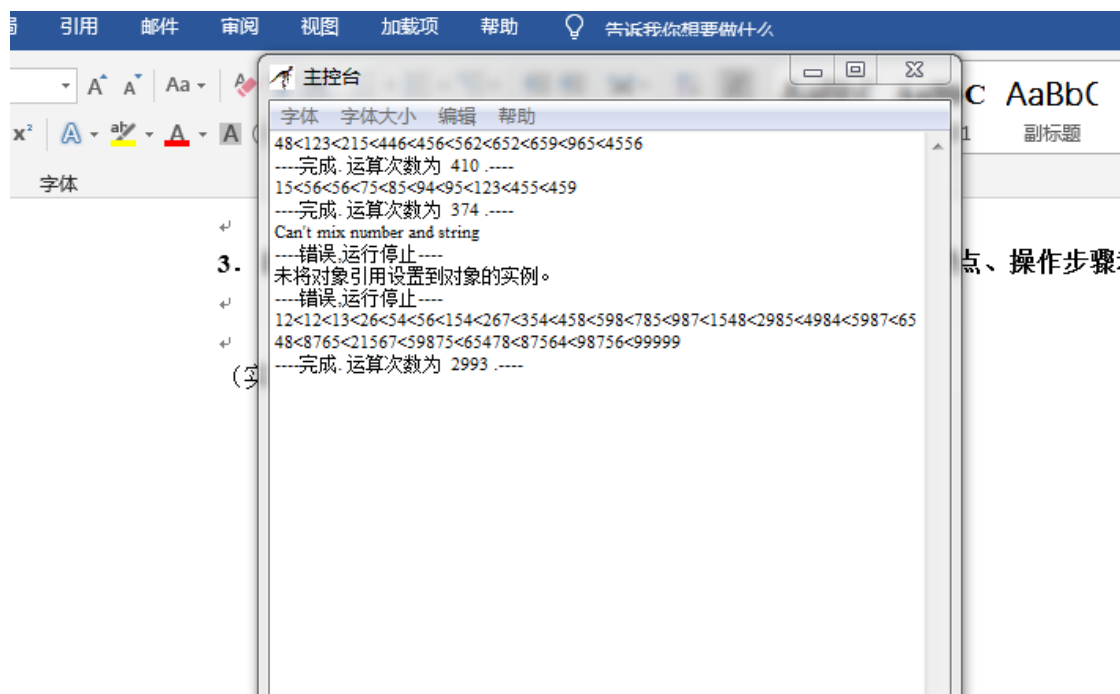 引用 邮件 审阅 视图 加载项 帮助 告诉我你想要做什么
主控台
字体 字体大小 编辑 帮助
Aa
AaBbC
副标题
字体
48<123<215<446<456<562<652<659<965<4556
----完成. 运算次数为 410 .----
15<56<56<75<85<94<95<123<455<459
----完成. 运算次数为 374 .----
Can't mix number and string
----错误,运行停止----
未将对象引用设置到对象的实例。
----错误,运行停止----
12<12<13<26<54<56<154<267<354<458<598<785<987<1548<2985<4984<5987<65
48<8765<21567<59875<65478<87564<98756<99999
----完成. 运算次数为 2993 .----
3.
点、操作步骤